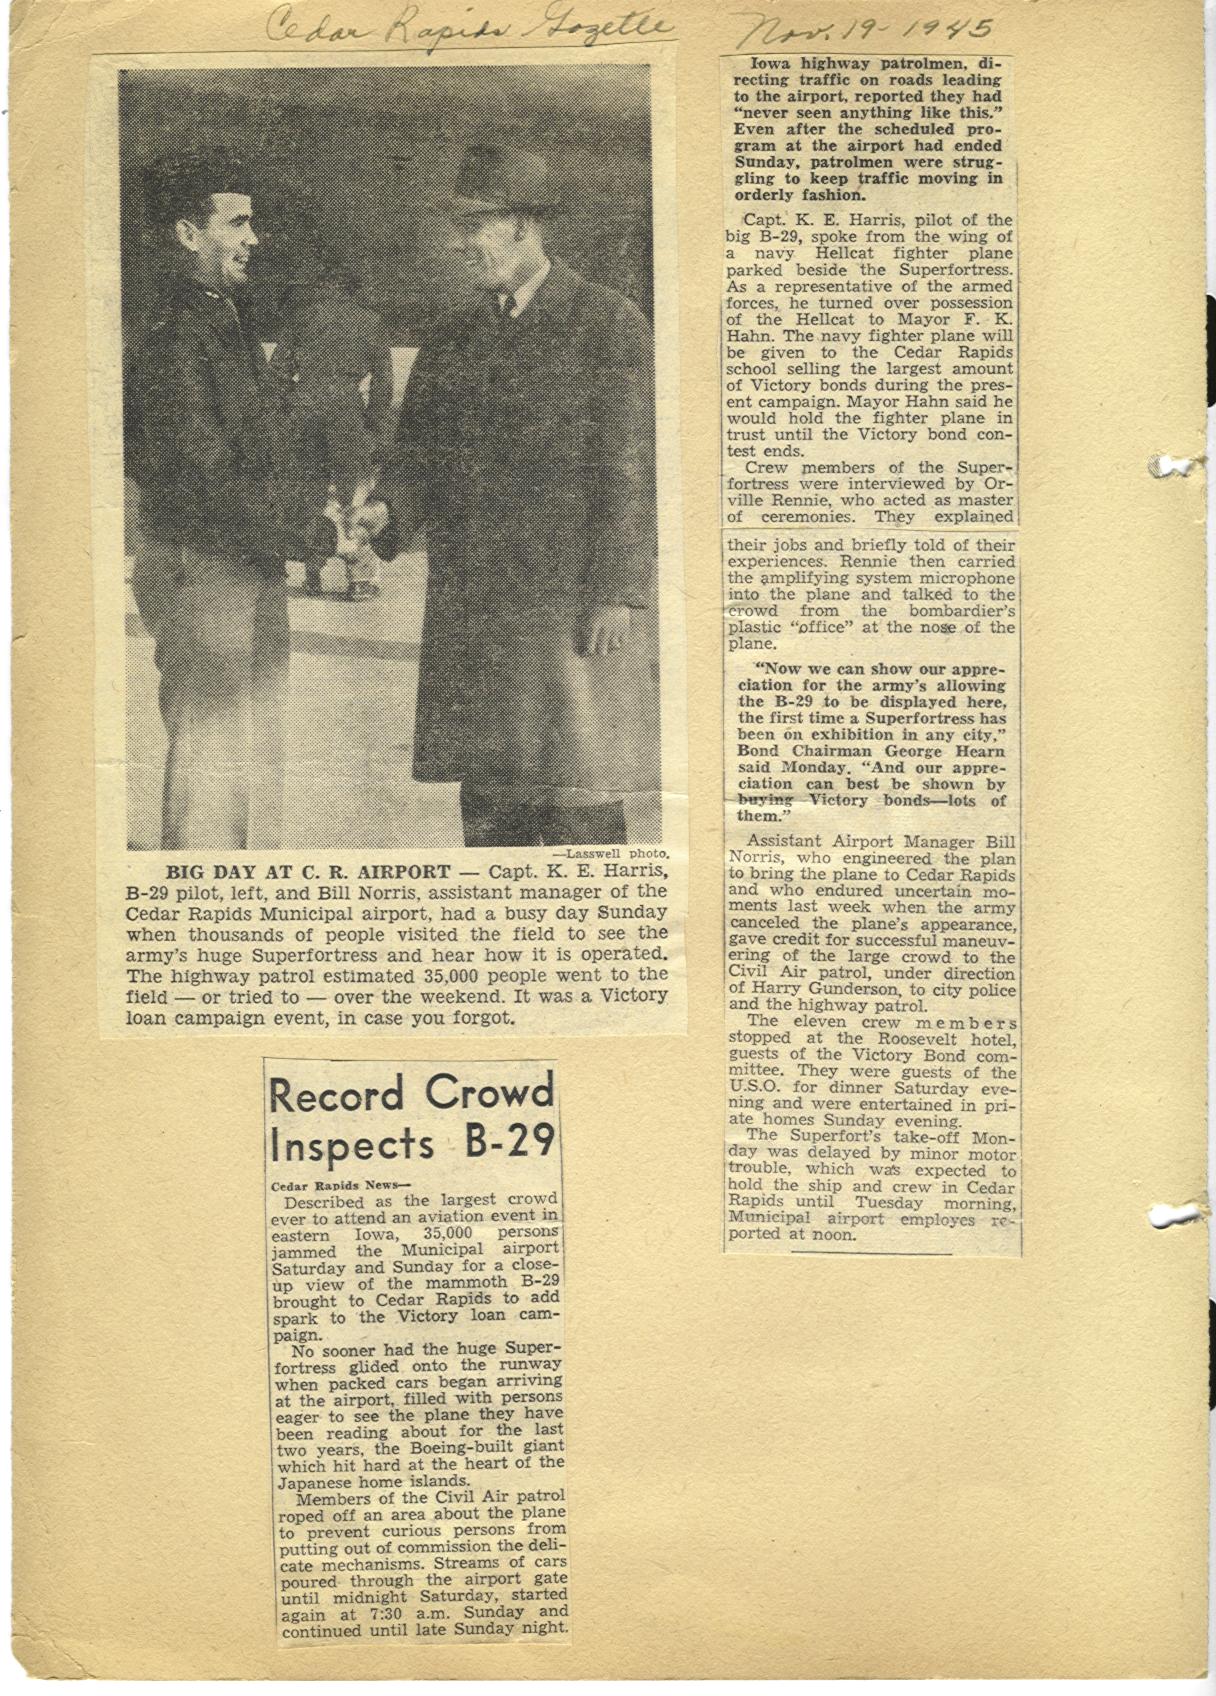 Cedar Rapids Gazette Nov. 19 - 1945
—Lasswell photo.
BIG DAY AT C. R. AIRPORT — Capt. K. E. Harris,
B-29 pilot, left, and Bill Norris, assistant manager of the
Cedar Rapids Municipal airport, had a busy day Sunday
when thousands of people visited the field to see the
army's huge Superfortress and hear how it is operated.
The highway patrol estimated 35,000 people went to the
field — or tried to — over the weekend. It was a Victory
loan campaign event, in case you forgot.
Record Crowd
Inspects B-29
Cedar Rapids News—
Described as the largest crowd
ever to attend an aviation event in
eastern Iowa, 35,000 persons
jammed the Municipal airport
Saturday and Sunday for a close-
up view of the mammoth B-29
brought to Cedar Rapids to add
spark to the Victory loan cam-
paign.
No sooner had the huge Super-
fortress glided onto the runway
when packed cars began arriving
at the airport, filled with persons
eager to see the plane they have
been reading about for the last
two years, the Boeing-built giant
which hit hard at the heart of the
Japanese home islands.
Members of the Civil Air patrol
roped off an area about the plane
to prevent curious persons from
putting out of commission the deli-
cate mechanisms. Streams of cars
poured through the airport gate
until midnight Saturday, started
again at 7:30 a.m. Sunday and
continued until late Sunday night.
Iowa highway patrolmen, di-
recting traffic on roads leading
to the airport, reported they had
"never seen anything like this."
Even after the scheduled pro-
gram at the airport had ended
Sunday, patrolmen were strug-
gling to keep traffic moving in
orderly fashion.
Capt. K. E. Harris, pilot of the
big B-29, spoke from the wing of
a navy Hellcat fighter plane
parked beside the Superfortress.
As a representative of the armed
forces, he turned over possession
of the Hellcat to Mayor F. K.
Hahn. The navy fighter plane will
be given to the Cedar Rapids
school selling the largest amount
of Victory bonds during the pres-
ent campaign. Mayor Hahn said he
would hold the fighter plane in
trust until the Victory bond con-
test ends.
Crew members of the Super-
fortress were interviewed by Or-
ville Rennie, who acted as master
of ceremonies. They explained
their jobs and briefly told of their
experiences. Rennie then carried
the amplifying system microphone
into the plane and talked to the
crowd from the bombardier's
plastic "office" at the nose of the
plane.
"Now we can show our appre-
ciation for the army's allowing
the B-29 to be displayed here,
the first time a Superfortress has
been on exhibition in any city,"
Bond Chairman George Hearn
said Monday. "And our appre-
ciation can best be shown by
buying Victory bonds—lots of
them."
Assistant Airport Manager Bill
Norris, who engineered the plan
to bring the plane to Cedar Rapids
and who endured uncertain mo-
ments last week when the army
canceled the plane's appearance,
gave credit for successful maneuv-
ering of the large crowd to the
Civil Air patrol, under direction
of Harry Gunderson, to city police
and the highway patrol.
The eleven crew members
stopped at the Roosevelt hotel,
guests of the Victory Bond com-
mittee. They were guests of the
U.S.O. for dinner Saturday eve-
ning and were entertained in pri-
ate homes Sunday evening.
The Superfort's take-off Mon-
day was delayed by minor motor
trouble, which was expected to
hold the ship and crew in Cedar
Rapids until Tuesday morning,
Municipal airport employes re-
ported at noon.